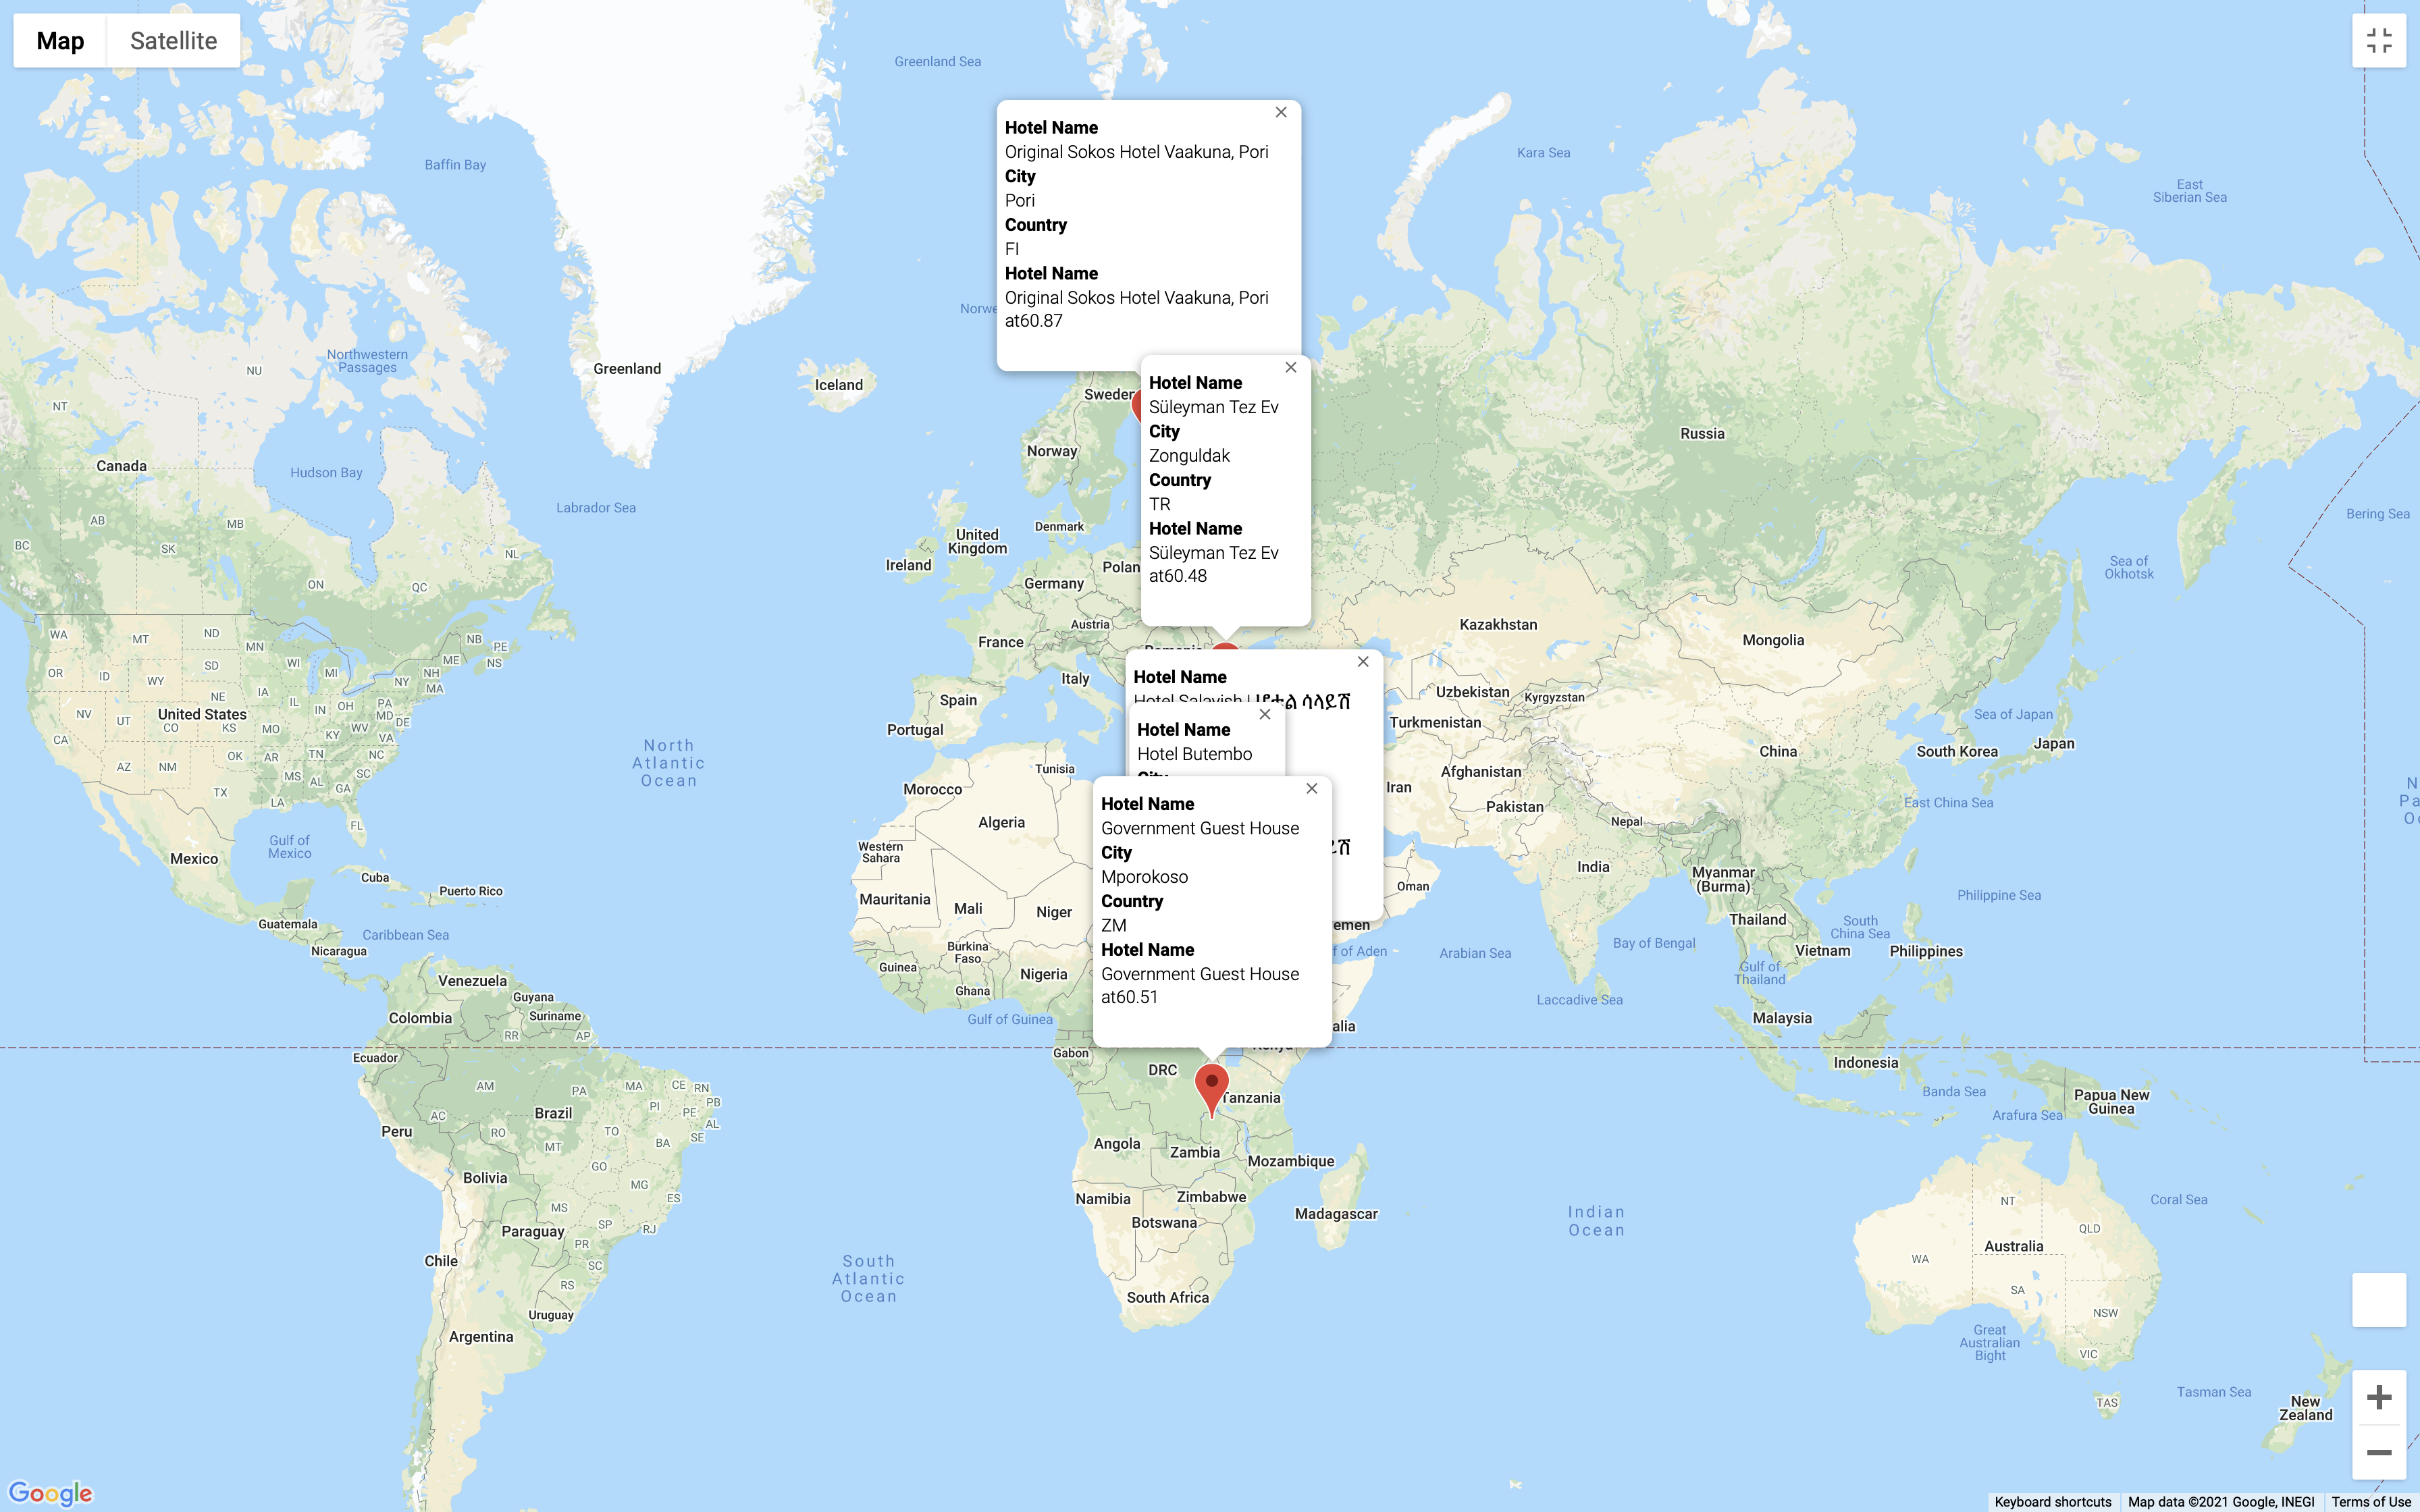 Map
Satellite
Greenland Sea
Baffin Bay
Kara Sea
East
Siberian Sea
Hotel Name
Original Sokos Hotel Vaakuna, Pori
City
Pori
Country
FI
Hotel Name
Original Sokos Hotel Vaakuna, Pori
at60.87
Hotel Name
Süleyman Tez Ev
City
Zonguldak
Country
TR
Hotel Name
Süleyman Tez Ev
at60.48
Hotel Name
Hotel Name
Hotel Butembo
Hotel Name
Government Guest House
City
Mporokoso
Country
ZM
Hotel Name
Government Guest House
at60.51
Northwestern
Passages
NU
NT
Greenland
Iceland
Norway
Russia
Canada
Hudson Bay
Labrador Sea
AB
MB
BC
SK
ON
QC
NL
United
Kingdom
Denmark
Ireland
Germany
Austria
France
Italy
Spain
Portugal
Kazakhstan
Mongolia
Bering Sea
Sea of
Okhotsk
WA
MT
ND
MN
NB
PE
NS
ME
OR
ID
WY
SD
WI
MI
NH
MA
NY
NE
IA
IL
IN
OH
PA
MD
DE
NV
UT
United States
CO
KS
MO
KY
WV
VA
CA
AZ
NM
OK
AR
TN
NC
MS
AL
SC
GA
TX
LA
FL
North
Atlantic
Ocean
Uzbekistan
Kyrgyzstan
Turkmenistan
Afghanistan
Iran
Pakistan
Nepal
India
China
South Korea
Japan
Sea of Japan
East China Sea
Myanmar
(Burma)
Thailand
Vietnam
Philippines
Philippine Sea
South
China Sea
Gulf of
Thailand
Bay of Bengal
Arabian Sea
Laccadive Sea
Oman
Tunisia
Morocco
Algeria
Western
Sahara
Mauritania
Mali
Niger
Burkina
Faso
Guinea
Ghana
Nigeria
Gulf of Guinea
Gulf of
Mexico
Mexico
Cuba
Puerto Rico
Guatemala
Caribbean Sea
Nicaragua
Venezuela
Guyana
Colombia
Suriname
RR
AP
Ecuador
AM
PA
MA
CE
RN
PB
PI
PE
AL
SE
AC
RO
Brazil
TO
BA
Peru
MT
GO
Bolivia
MG
ES
MS
SP
RJ
Paraguay
PR
SC
RS
Chile
Uruguay
Argentina
South
Atlantic
Ocean
Gabon
DRC
Tanzania
Angola
Zambia
Mozambique
Namibia
Zimbabwe
Botswana
Madagascar
South Africa
Indian
Ocean
Malaysia
Indonesia
Banda Sea
Arafura Sea
Papua New
Guinea
Coral Sea
NT
QLD
WA
Australia
SA
NSW
VIC
TAS
Great
Australian
Bight
Tasman Sea
New
Zealand
Google
Keyboard shortcuts
Map data ©2021 Google, INEGI
Terms of Use